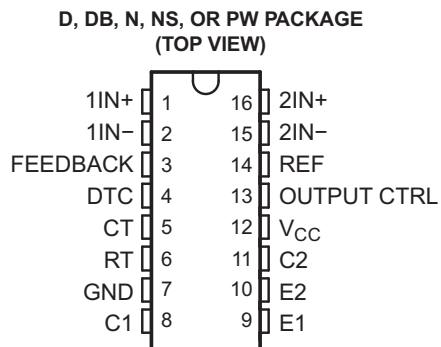 D, DB, N, NS, OR PW PACKAGE
(TOP VIEW)
1IN+ 1 16 2IN+
1IN− 2 15 2IN−
FEEDBACK 3 14 REF
DTC 4 13 OUTPUT CTRL
CT 5 12 VCC
RT 6 11 C2
GND 7 10 E2
C1 8 9 E1